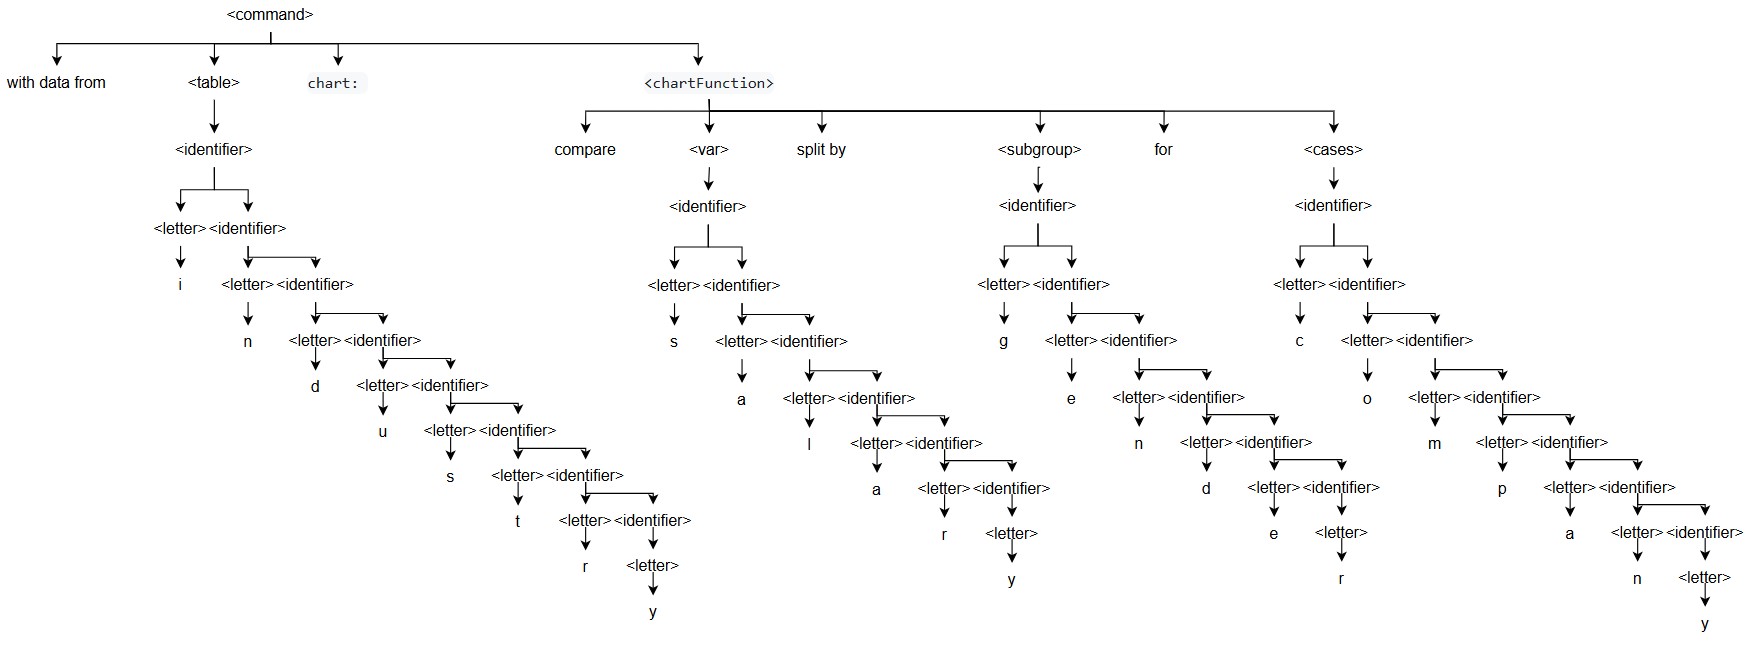 <command>
with data from <table> chart: <chartFunction>
<identifier> compare <var> split by <subgroup> for <cases>
<identifier> <identifier> <identifier>
<letter> <identifier>
i <letter> <identifier> <letter> <identifier> <letter> <identifier> <letter> <identifier>
n <letter> <identifier> s <letter> <identifier> g <letter> <identifier> c <letter> <identifier>
d <letter> <identifier> a <letter> <identifier> e <letter> <identifier> o <letter> <identifier>
u <letter> <identifier> l <letter> <identifier> n <letter> <identifier> m <letter> <identifier>
s <letter> <identifier> a <letter> <identifier> d <letter> <identifier> p <letter> <identifier>
t <letter> <identifier> r <letter> e <letter> a <letter> <identifier>
r <letter> y r n <letter>
y y